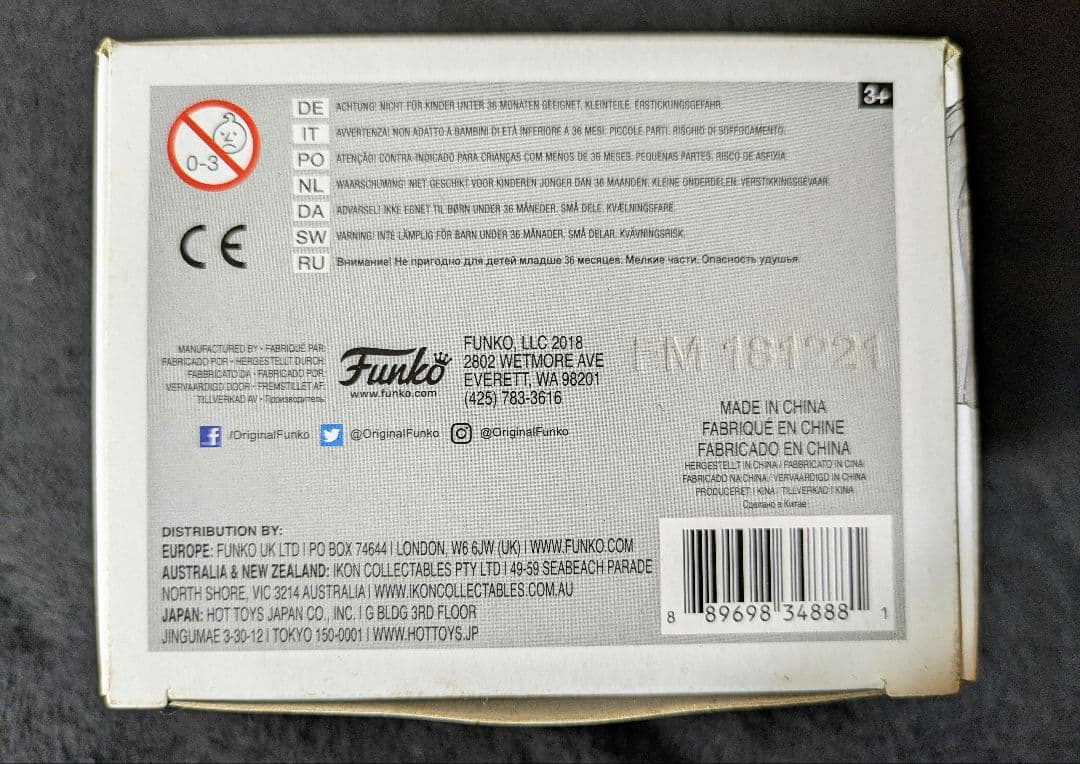 3+
0-3
DE ACHTUNG! NICHT FÜR KINDER UNTER 36 MONATEN GEEIGNET. KLEINTEILE. ERSTICKUNGSGEFAHR.
IT AVVERTENZA! NON ADATTO A BAMBINI DI ETÀ INFERIORE A 36 MESI. PICCOLE PARTI. RISCHIO DI SOFFOCAMENTO.
PO ATENÇÃO! CONTRA-INDICADO PARA CRIANÇAS COM MENOS DE 36 MESES. PEQUENAS PARTES. RISCO DE ASFIXIA.
NL WAARSCHUWING! NIET GESCHIKT VOOR KINDEREN JONGER DAN 36 MAANDEN. KLEINE ONDERDELEN. VERSTIKKINGSGEVAAR.
DA ADVARSEL! IKKE EGNET TIL BØRN UNDER 36 MÅNEDER. SMÅ DELE. KVÆLNINGSFARE.
SW VARNING! INTE LÄMPLIG FÖR BARN UNDER 36 MÅNADER. SMÅ DELAR. KVÄVNINGSRISK.
RU Внимание! Не пригодно для детей младше 36 месяцев. Мелкие части. Опасность удушья
CE
MANUFACTURED BY • FABRIQUÉ PAR:
FABRICADO POR • HERGESTELLT DURCH:
FABBRICATO DA • FABRICADO POR:
VERVAARDIGD DOOR • FREMSTILLET AF:
TILLVERKAD AV • Производитель:
Funko
www.funko.com
FUNKO, LLC 2018
2802 WETMORE AVE
EVERETT, WA 98201
(425) 783-3616
FM 181221
/OriginalFunko @OriginalFunko @OriginalFunko
MADE IN CHINA
FABRIQUÉ EN CHINE
FABRICADO EN CHINA
HERGESTELLT IN CHINA / FABBRICATO IN CINA
FABRICADO NA CHINA / VERVAARDIGD IN CHINA
PRODUCERET I KINA / TILLVERKAD I KINA
Сделано в Китае
DISTRIBUTION BY:
EUROPE: FUNKO UK LTD | PO BOX 74644 | LONDON, W6 6JW (UK) | WWW.FUNKO.COM
AUSTRALIA & NEW ZEALAND: IKON COLLECTABLES PTY LTD | 49-59 SEABEACH PARADE
NORTH SHORE, VIC 3214 AUSTRALIA | WWW.IKONCOLLECTABLES.COM.AU
JAPAN: HOT TOYS JAPAN CO., INC. | G BLDG 3RD FLOOR
JINGUMAE 3-30-12 | TOKYO 150-0001 | WWW.HOTTOYS.JP
8 89698 34888 1